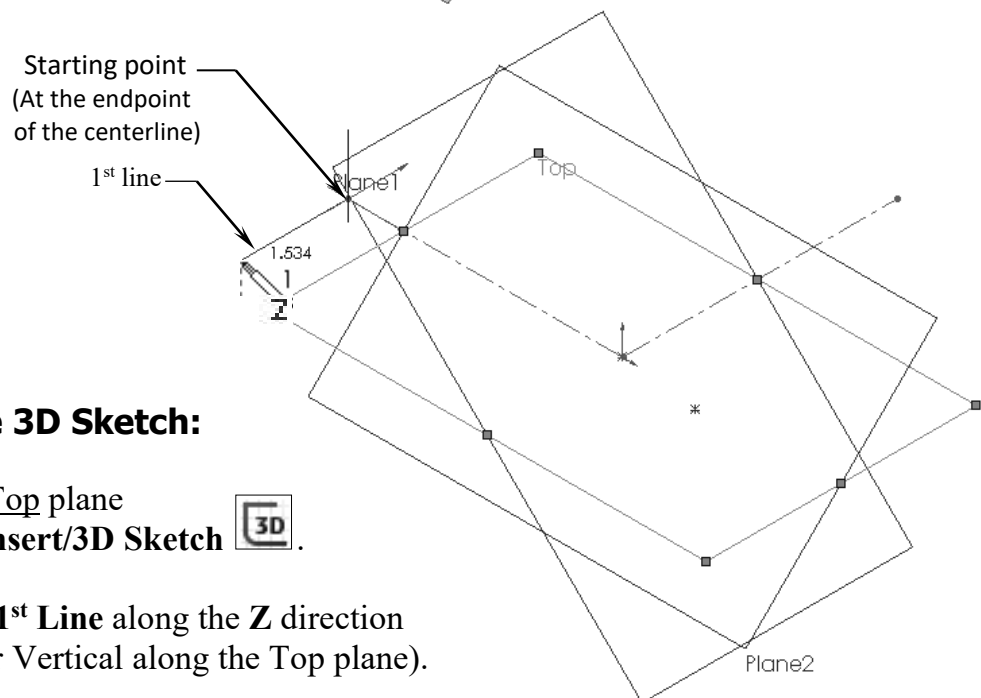 Starting point
(At the endpoint
of the centerline)
1st line
Plane1
Top
1.534
Z
3D Sketch:
Top plane
/3D Sketch 3D .
1st Line along the Z direction
Vertical along the Top plane).
Plane2